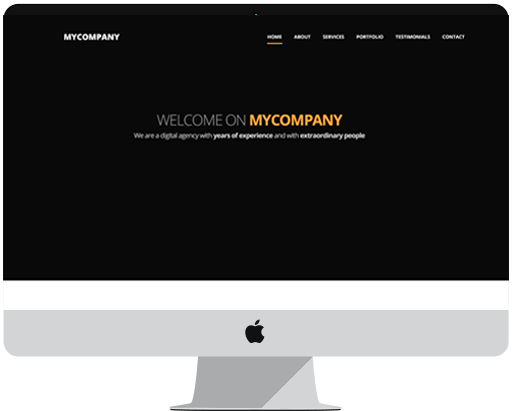 MYCOMPANY HOME ABOUT SERVICES PORTFOLIO TESTIMONIALS CONTACT
WELCOME ON MYCOMPANY
We are a digital agency with years of experience and with extraordinary people